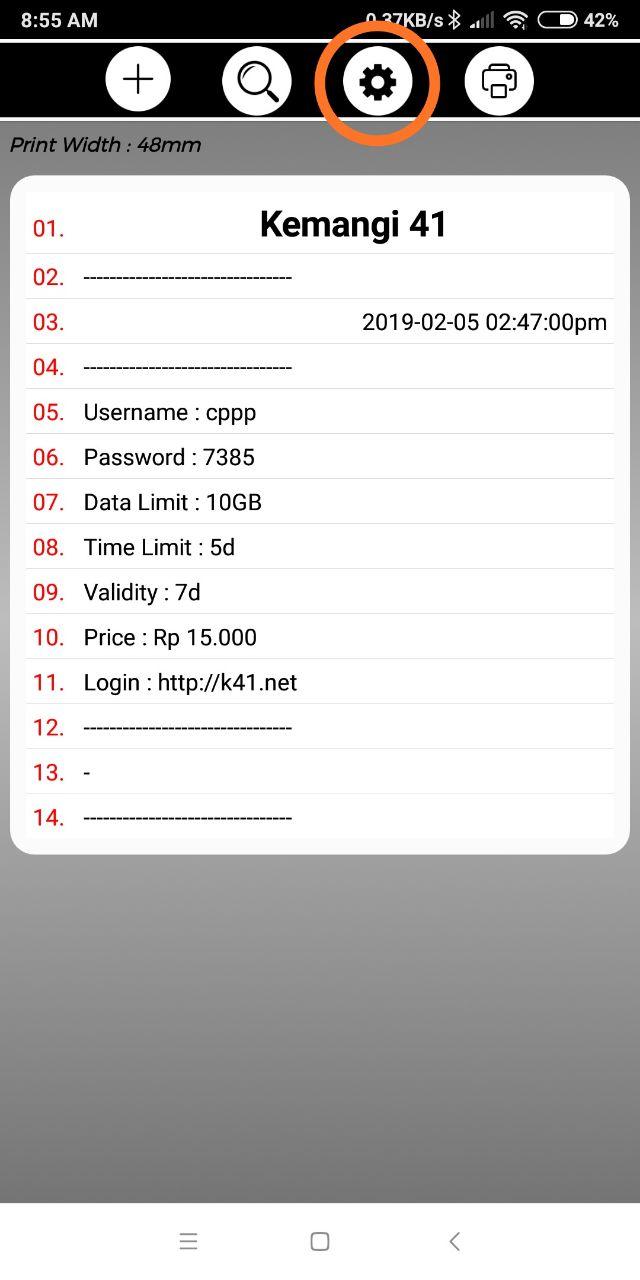 8:55 AM 0.37KB/s 42%
Print Width : 48mm
01. Kemangi 41
02. --------------------------------
03. 2019-02-05 02:47:00pm
04. --------------------------------
05. Username : cppp
06. Password : 7385
07. Data Limit : 10GB
08. Time Limit : 5d
09. Validity : 7d
10. Price : Rp 15.000
11. Login : http://k41.net
12. --------------------------------
13. -
14. --------------------------------